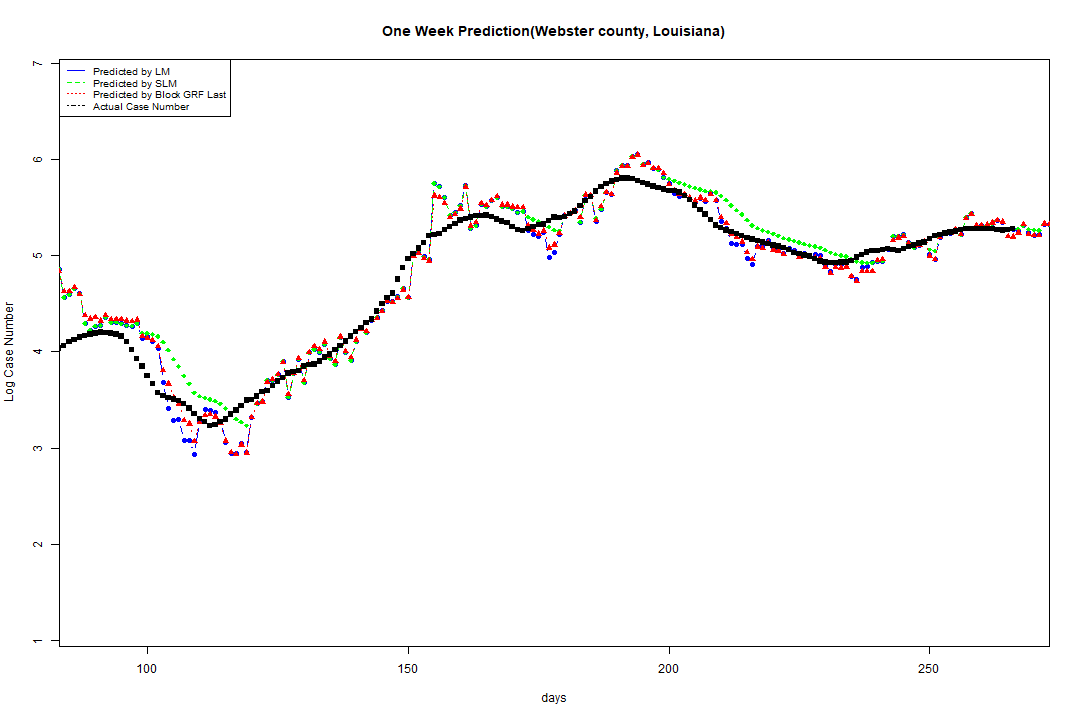 One Week Prediction(Webster county, Louisiana)
Predicted by LM
Predicted by SLM
Predicted by Block GRF Last
Actual Case Number
7
6
5
4
3
2
1
Log Case Number
100 150 200 250
days